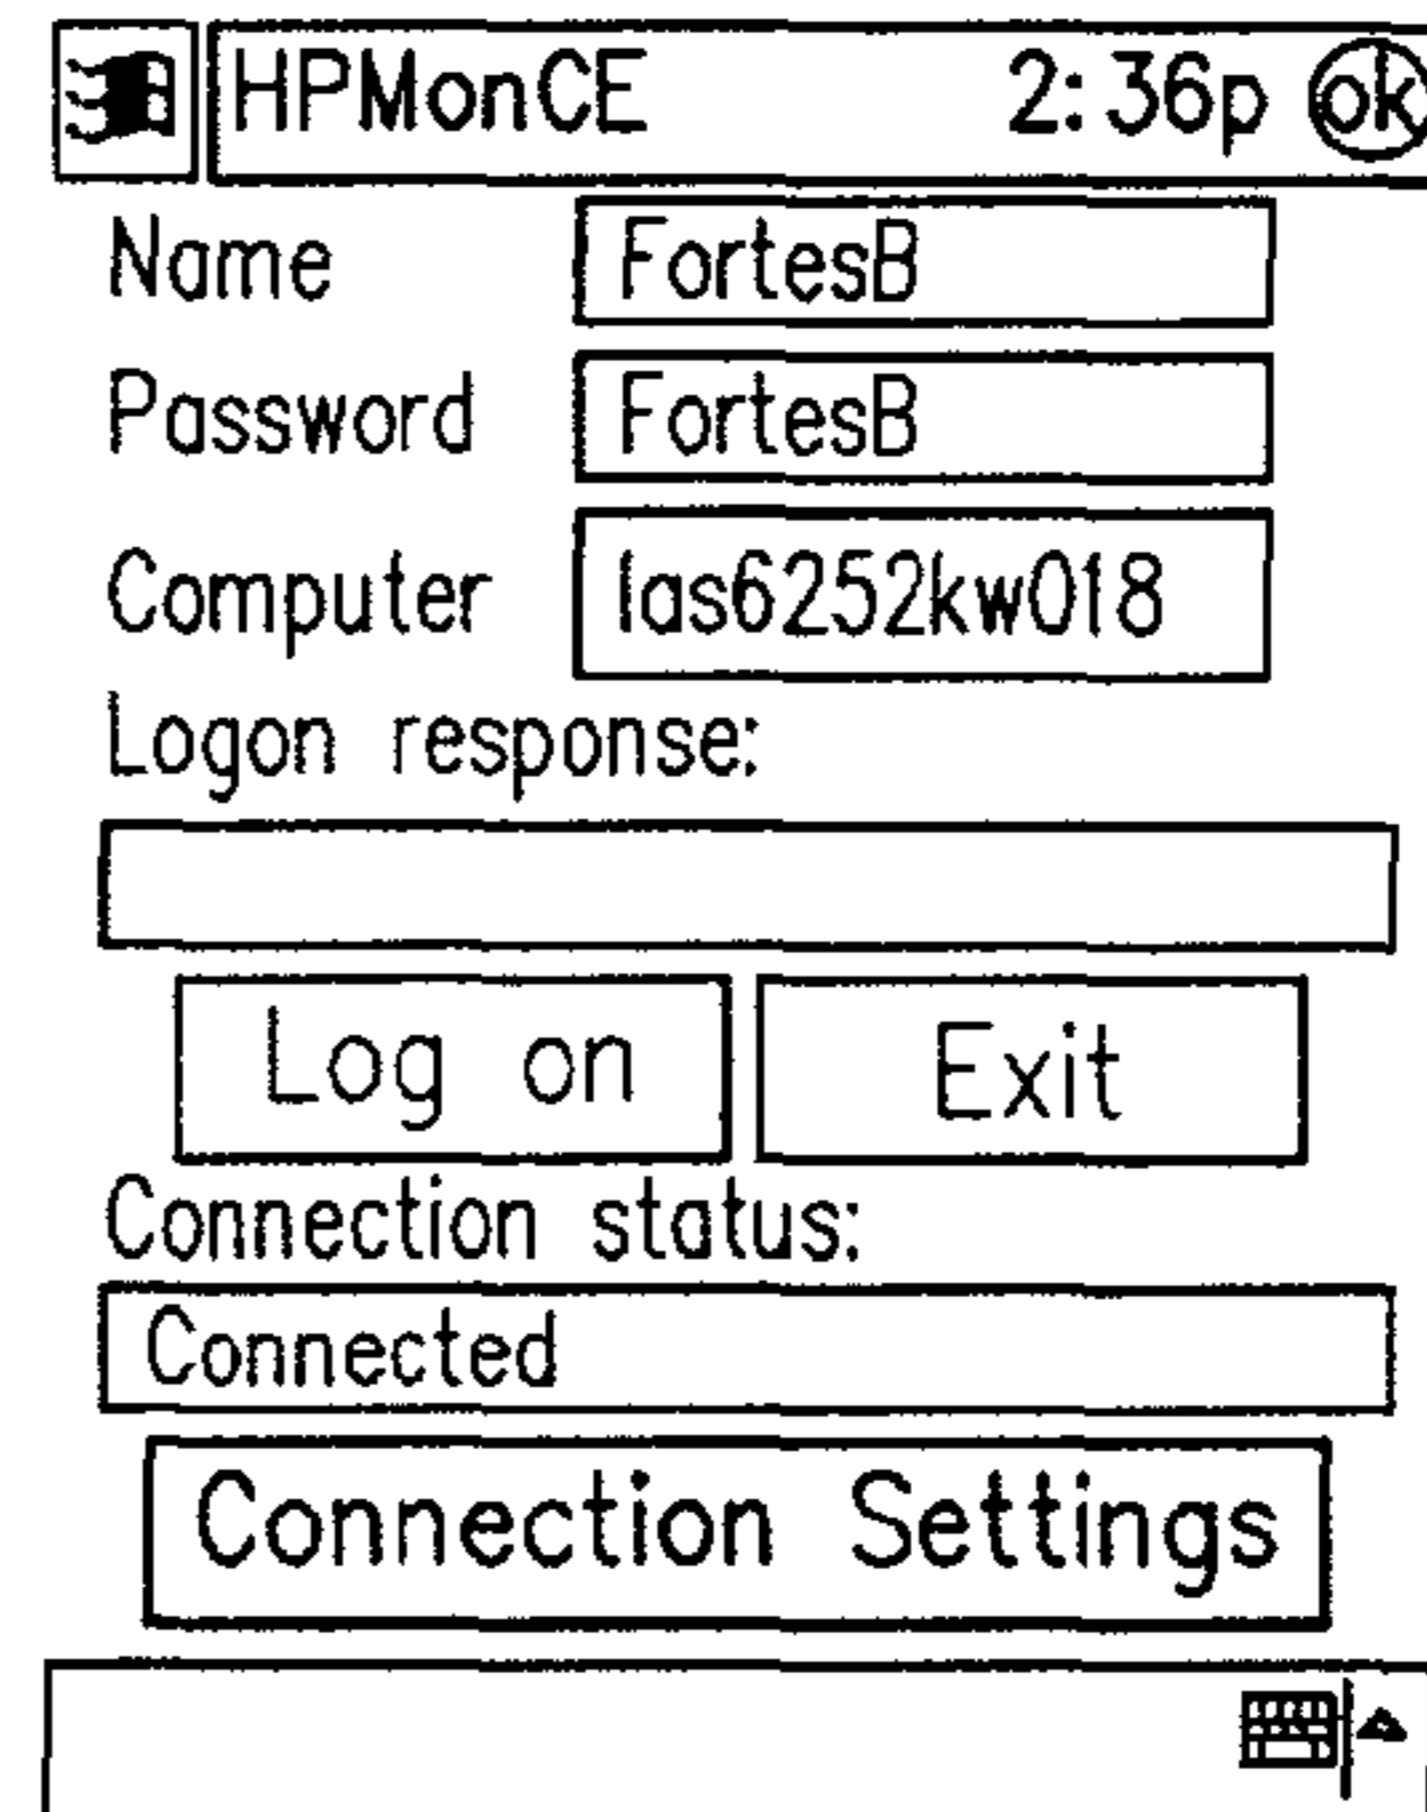 HPMonCE 2:36p ok
Name FortesB
Password FortesB
Computer las6252kw018
Logon response:
Log on Exit
Connection status:
Connected
Connection Settings